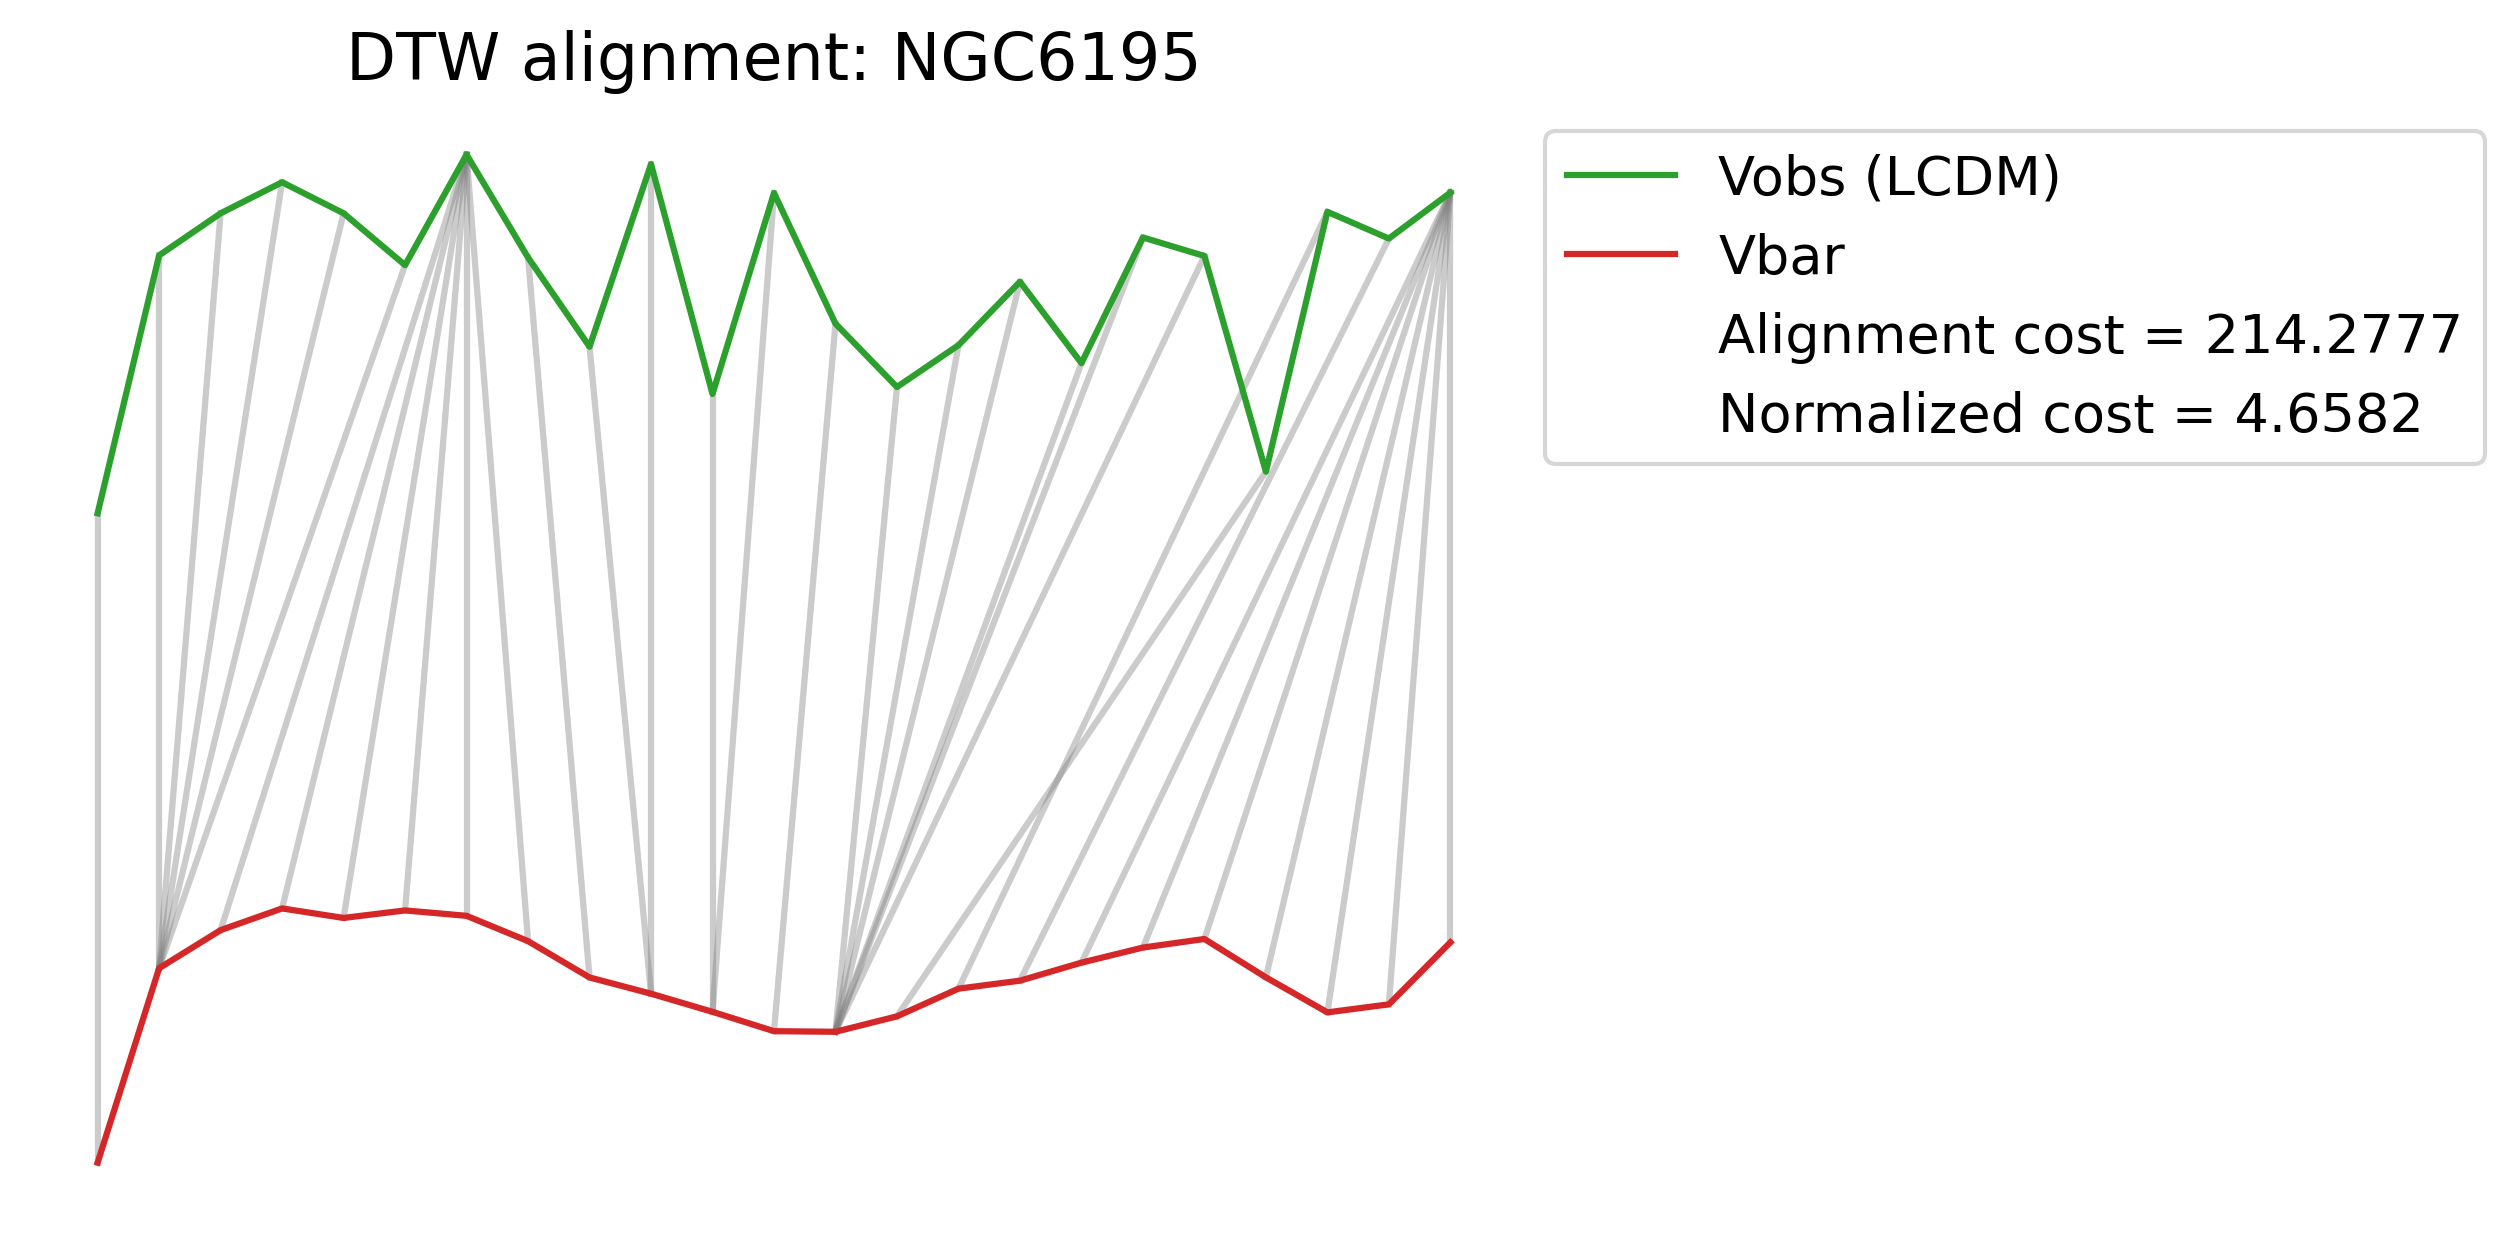 DTW alignment: NGC6195
Vobs (LCDM)
Vbar
Alignment cost = 214.2777
Normalized cost = 4.6582